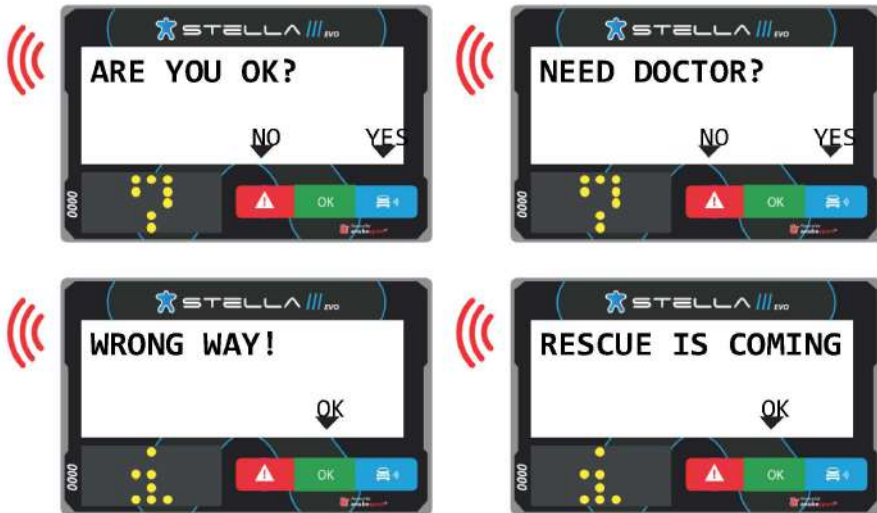 STELLA III EVO
ARE YOU OK?
NO YES
0000
OK
STELLA III EVO
NEED DOCTOR?
NO YES
0000
OK
STELLA III EVO
WRONG WAY!
OK
0000
OK
STELLA III EVO
RESCUE IS COMING
OK
0000
OK